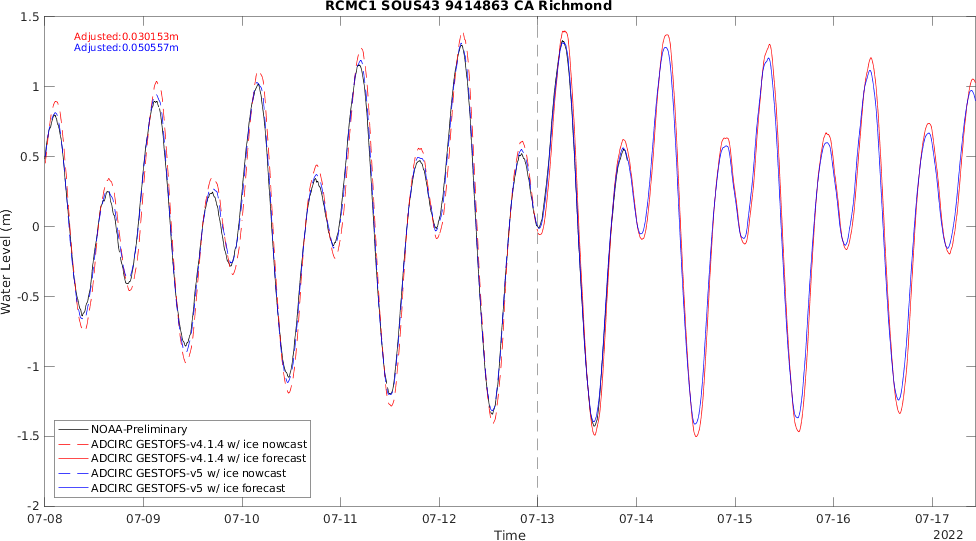 RCMC1 SOUS43 9414863 CA Richmond
Adjusted:0.030153m
Adjusted:0.050557m
Water Level (m)
1.5
1
0.5
0
-0.5
-1
-1.5
-2
NOAA-Preliminary
ADCIRC GESTOFS-v4.1.4 w/ ice nowcast
ADCIRC GESTOFS-v4.1.4 w/ ice forecast
ADCIRC GESTOFS-v5 w/ ice nowcast
ADCIRC GESTOFS-v5 w/ ice forecast
07-08 07-09 07-10 07-11 07-12 07-13 07-14 07-15 07-16 07-17
Time
2022